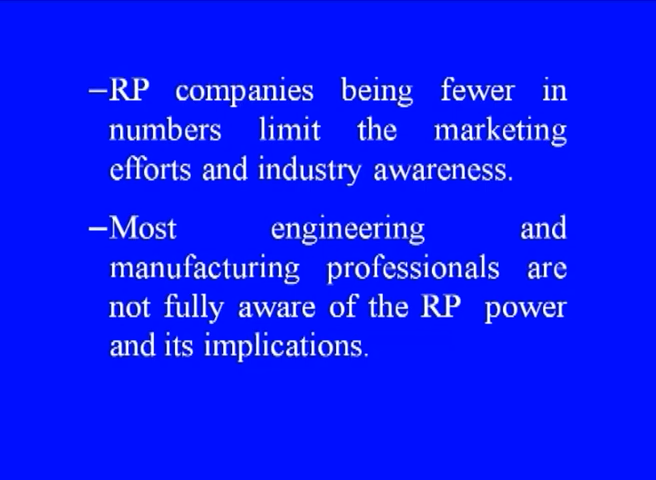 –RP companies being fewer in
numbers limit the marketing
efforts and industry awareness.
–Most engineering and
manufacturing professionals are
not fully aware of the RP power
and its implications.